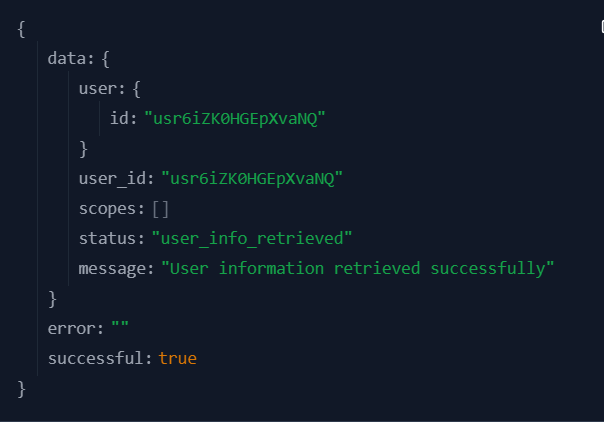 {
data: {
user: {
id: "usr6iZK0HGEpXvaNQ"
}
user_id: "usr6iZK0HGEpXvaNQ"
scopes: []
status: "user_info_retrieved"
message: "User information retrieved successfully"
}
error: ""
successful: true
}